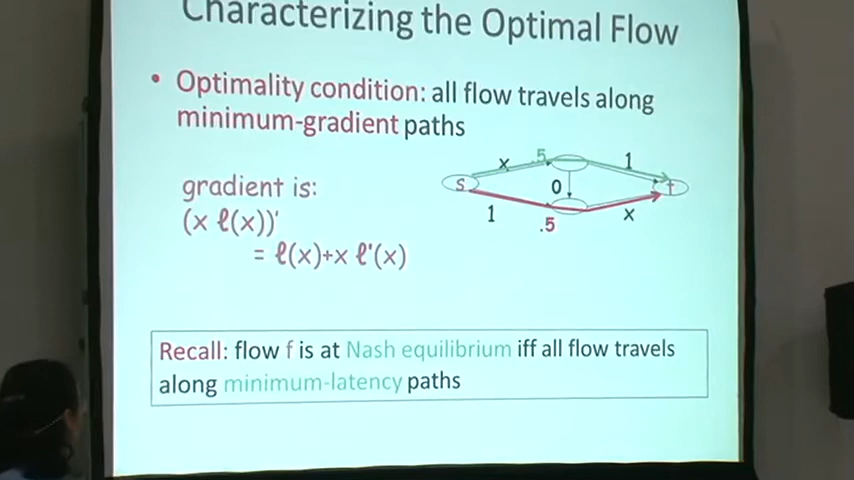 Characterizing the Optimal Flow
• Optimality condition: all flow travels along
minimum-gradient paths
gradient is:
(x ℓ(x))'
= ℓ(x)+x ℓ'(x)
x .5 1
s 0 t
1 .5 x
Recall: flow f is at Nash equilibrium iff all flow travels
along minimum-latency paths